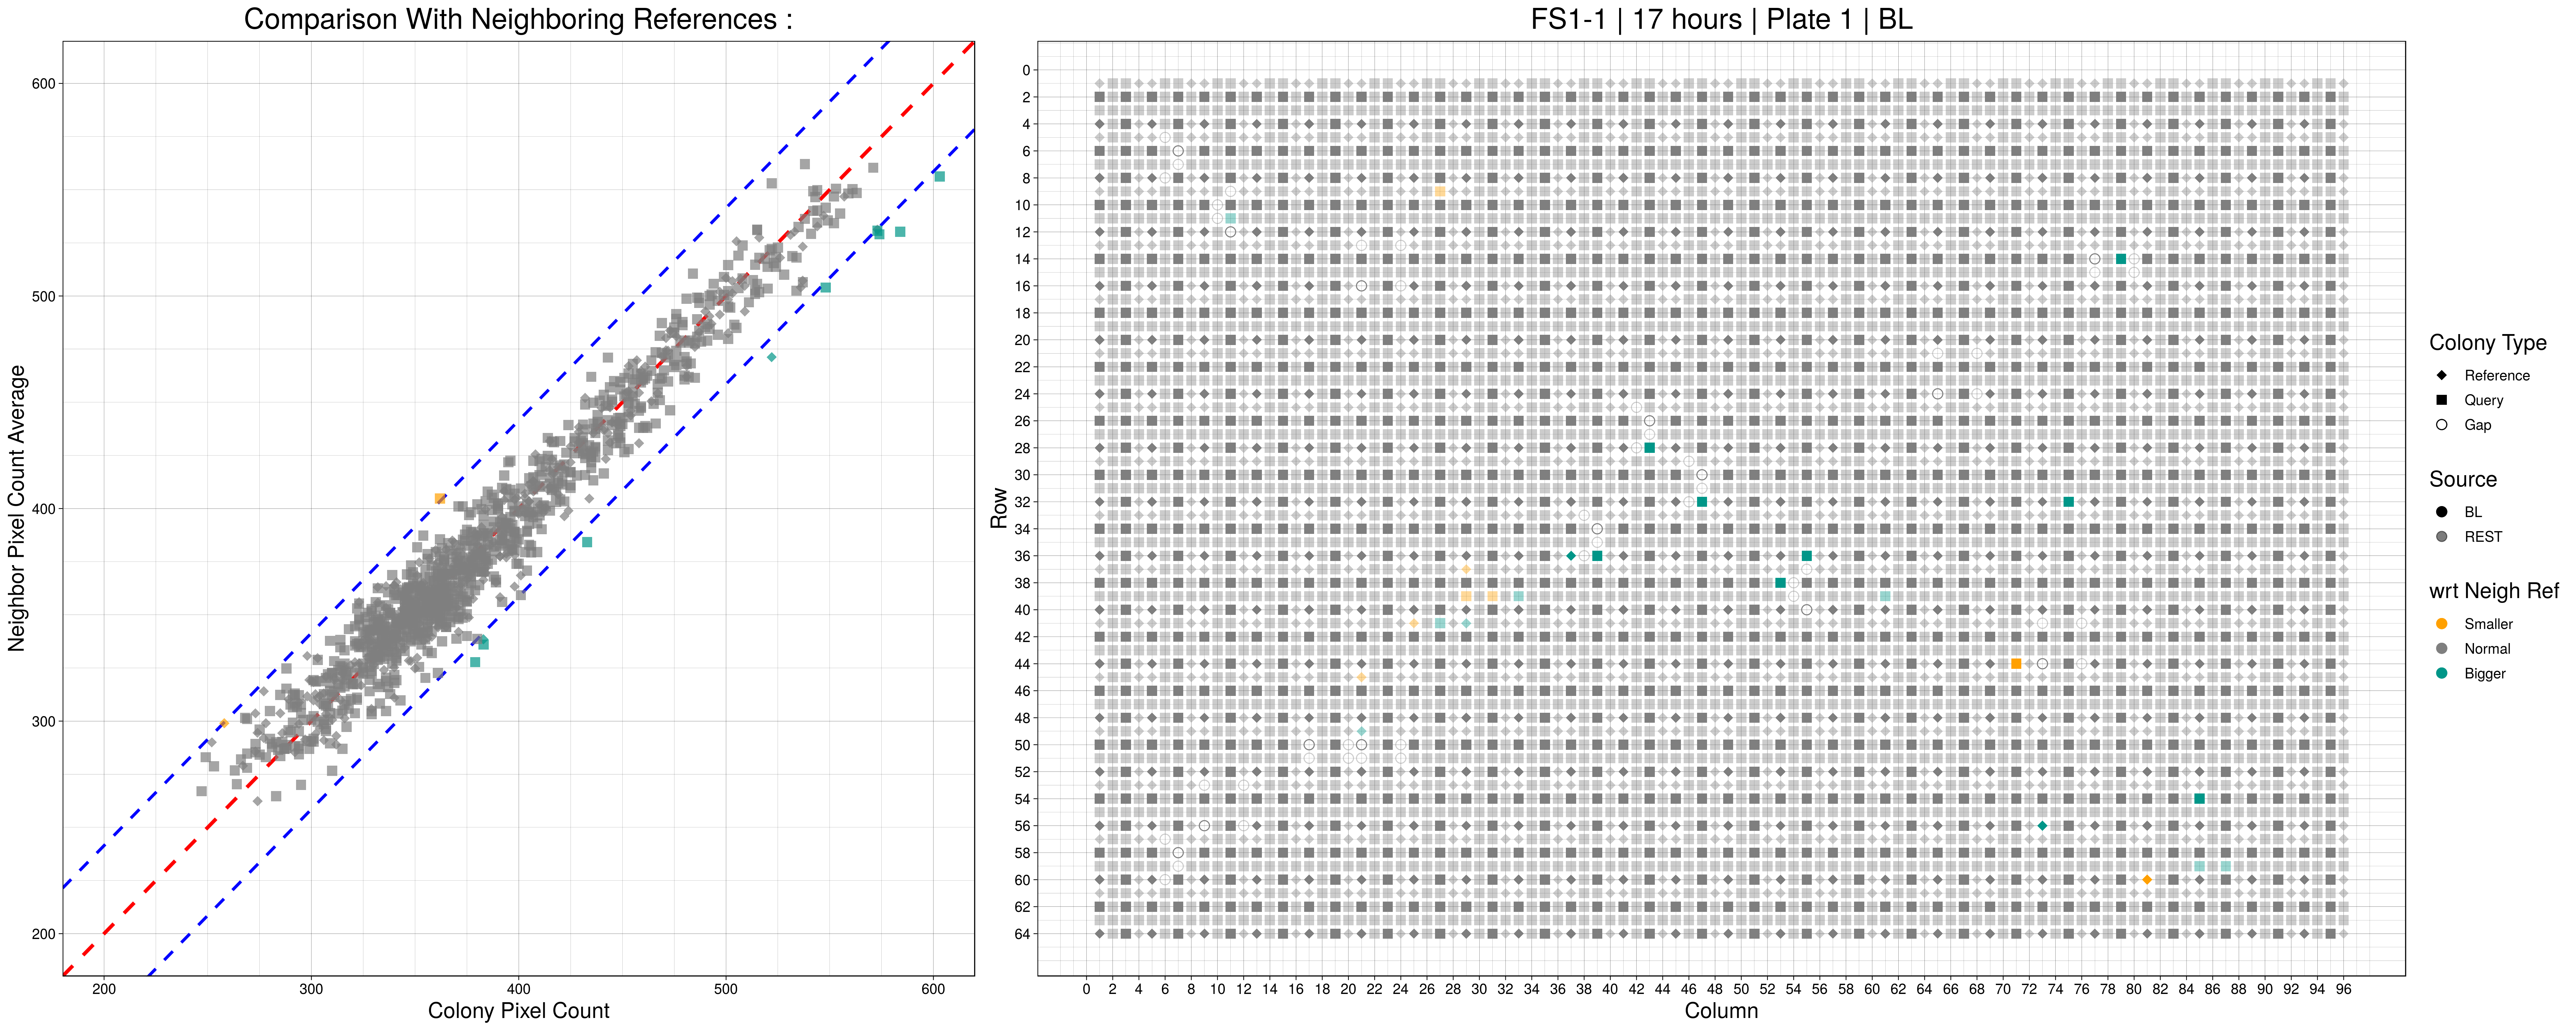 Comparison With Neighboring References :
600
500
400
300
200
Neighbor Pixel Count Average
200 300 400 500 600
Colony Pixel Count
FS1-1 | 17 hours | Plate 1 | BL
0
2
4
6
8
10
12
14
16
18
20
22
24
26
28
30
32
34
36
38
40
42
44
46
48
50
52
54
56
58
60
62
64
Row
0 2 4 6 8 10 12 14 16 18 20 22 24 26 28 30 32 34 36 38 40 42 44 46 48 50 52 54 56 58 60 62 64 66 68 70 72 74 76 78 80 82 84 86 88 90 92 94 96
Column
Colony Type
Reference
Query
Gap
Source
BL
REST
wrt Neigh Ref
Smaller
Normal
Bigger